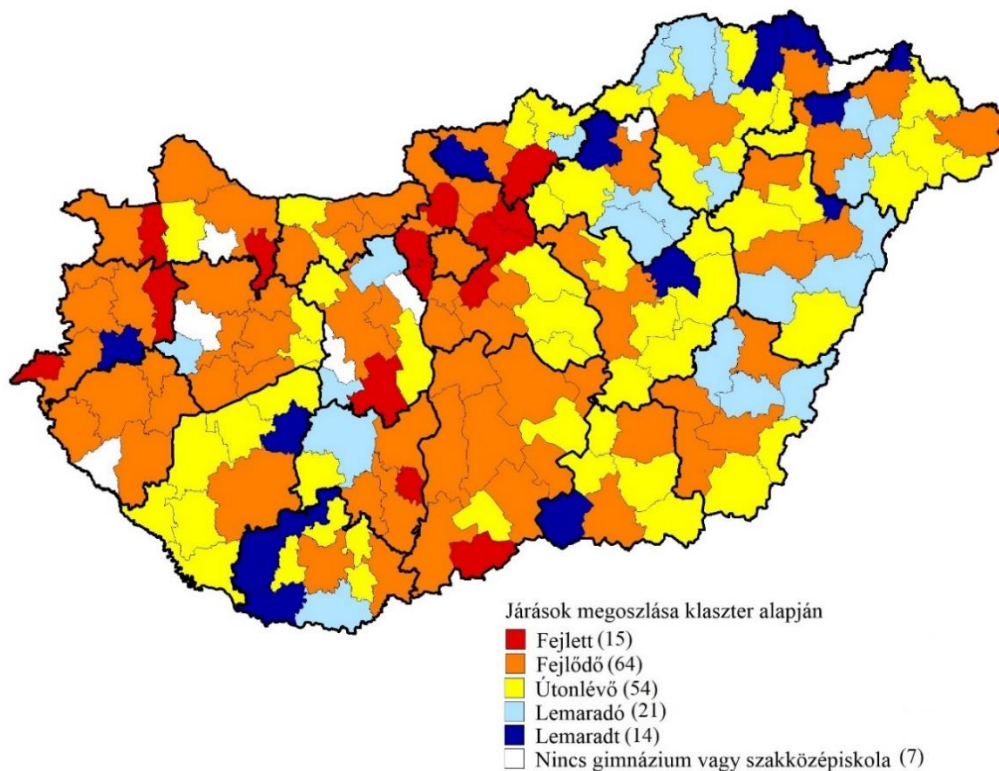 Járások megoszlása klaszter alapján
Fejlett (15)
Fejlődő (64)
Útonlévő (54)
Lemaradó (21)
Lemaradt (14)
Nincs gimnázium vagy szakközépiskola (7)